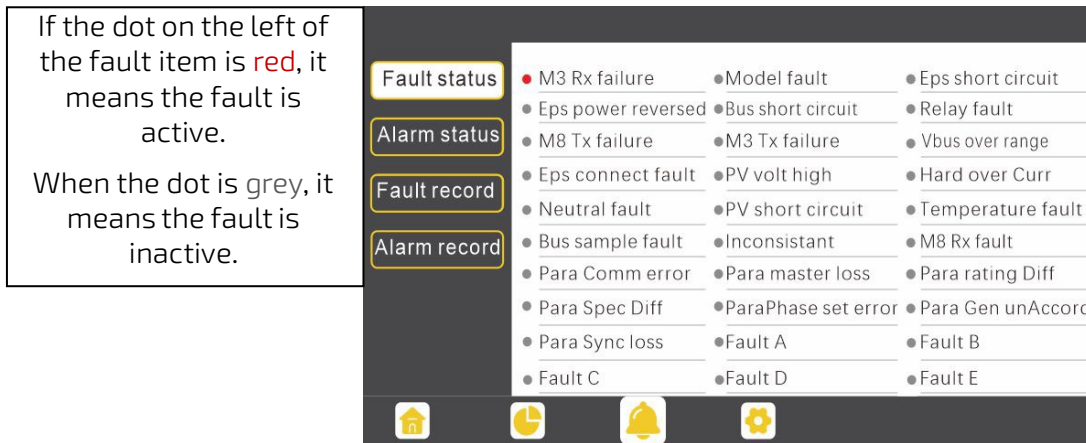 If the dot on the left of
the fault item is red, it
means the fault is
active.
When the dot is grey, it
means the fault is
inactive.
Fault status
Alarm status
Fault record
Alarm record
M3 Rx failure Model fault Eps short circuit
Eps power reversed Bus short circuit Relay fault
M8 Tx failure M3 Tx failure Vbus over range
Eps connect fault PV volt high Hard over Curr
Neutral fault PV short circuit Temperature fault
Bus sample fault Inconsistant M8 Rx fault
Para Comm error Para master loss Para rating Diff
Para Spec Diff ParaPhase set error Para Gen unAccord
Para Sync loss Fault A Fault B
Fault C Fault D Fault E